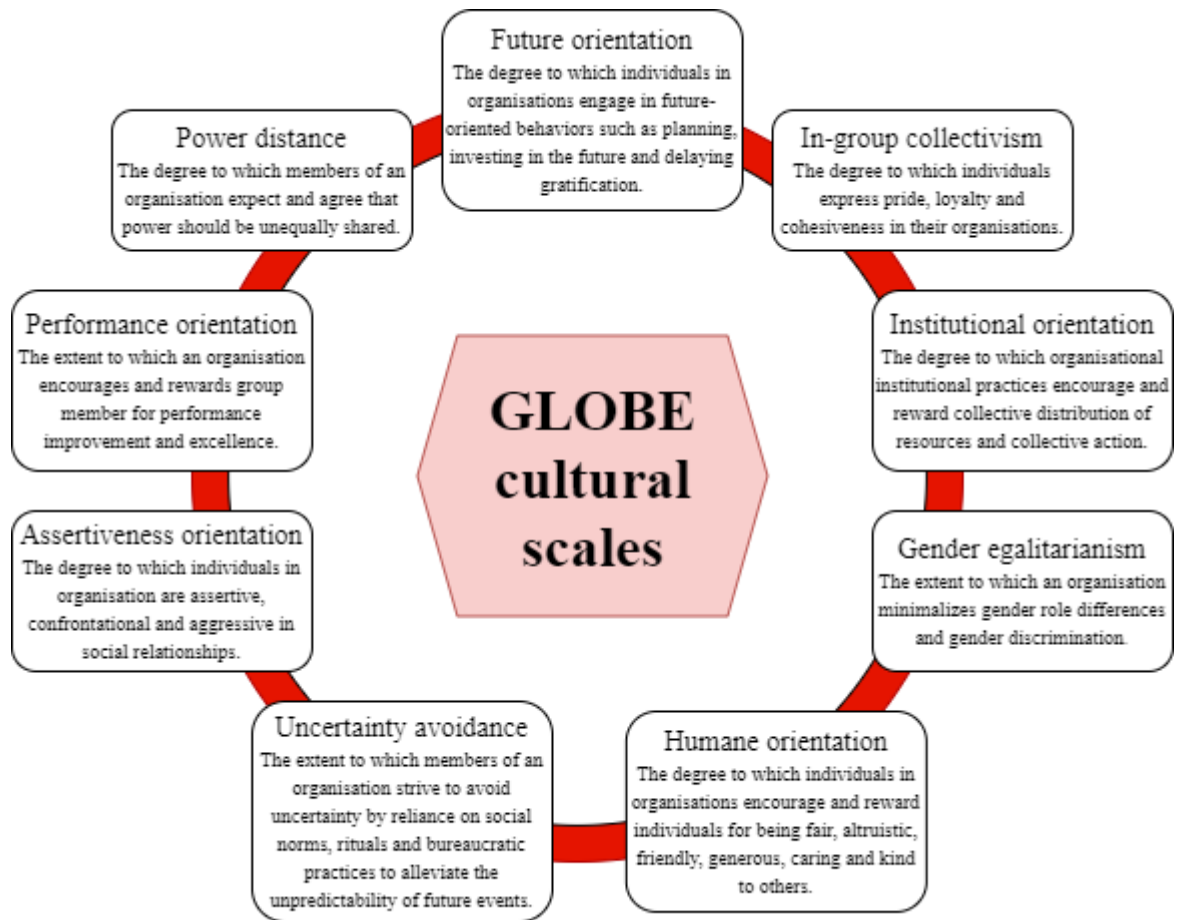 Future orientation
The degree to which individuals in
organisations engage in future-
oriented behaviors such as planning,
investing in the future and delaying
gratification.
Power distance
The degree to which members of an
organisation expect and agree that
power should be unequally shared.
In-group collectivism
The degree to which individuals
express pride, loyalty and
cohesiveness in their organisations.
Performance orientation
The extent to which an organisation
encourages and rewards group
member for performance
improvement and excellence.
Institutional orientation
The degree to which organisational
institutional practices encourage and
reward collective distribution of
resources and collective action.
GLOBE
cultural
scales
Assertiveness orientation
The degree to which individuals in
organisation are assertive,
confrontational and aggressive in
social relationships.
Gender egalitarianism
The extent to which an organisation
minimalizes gender role differences
and gender discrimination.
Uncertainty avoidance
The extent to which members of an
organisation strive to avoid
uncertainty by reliance on social
norms, rituals and bureaucratic
practices to alleviate the
unpredictability of future events.
Humane orientation
The degree to which individuals in
organisations encourage and reward
individuals for being fair, altruistic,
friendly, generous, caring and kind
to others.